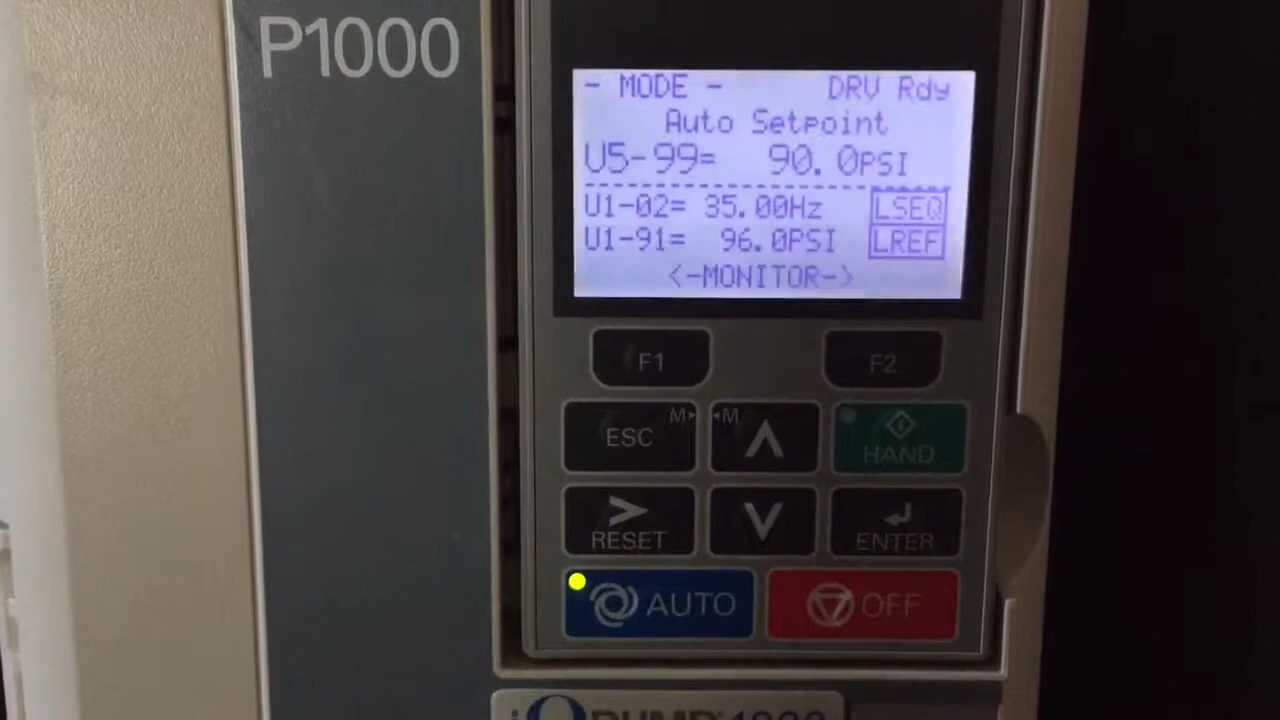 P1000
- MODE - DRV Rdy
Auto Setpoint
U5-99= 90.0PSI
U1-02= 35.00Hz LSEQ
U1-91= 96.0PSI LREF
<-MONITOR->
F1 F2
ESC M► ◄M HAND
RESET ENTER
AUTO OFF